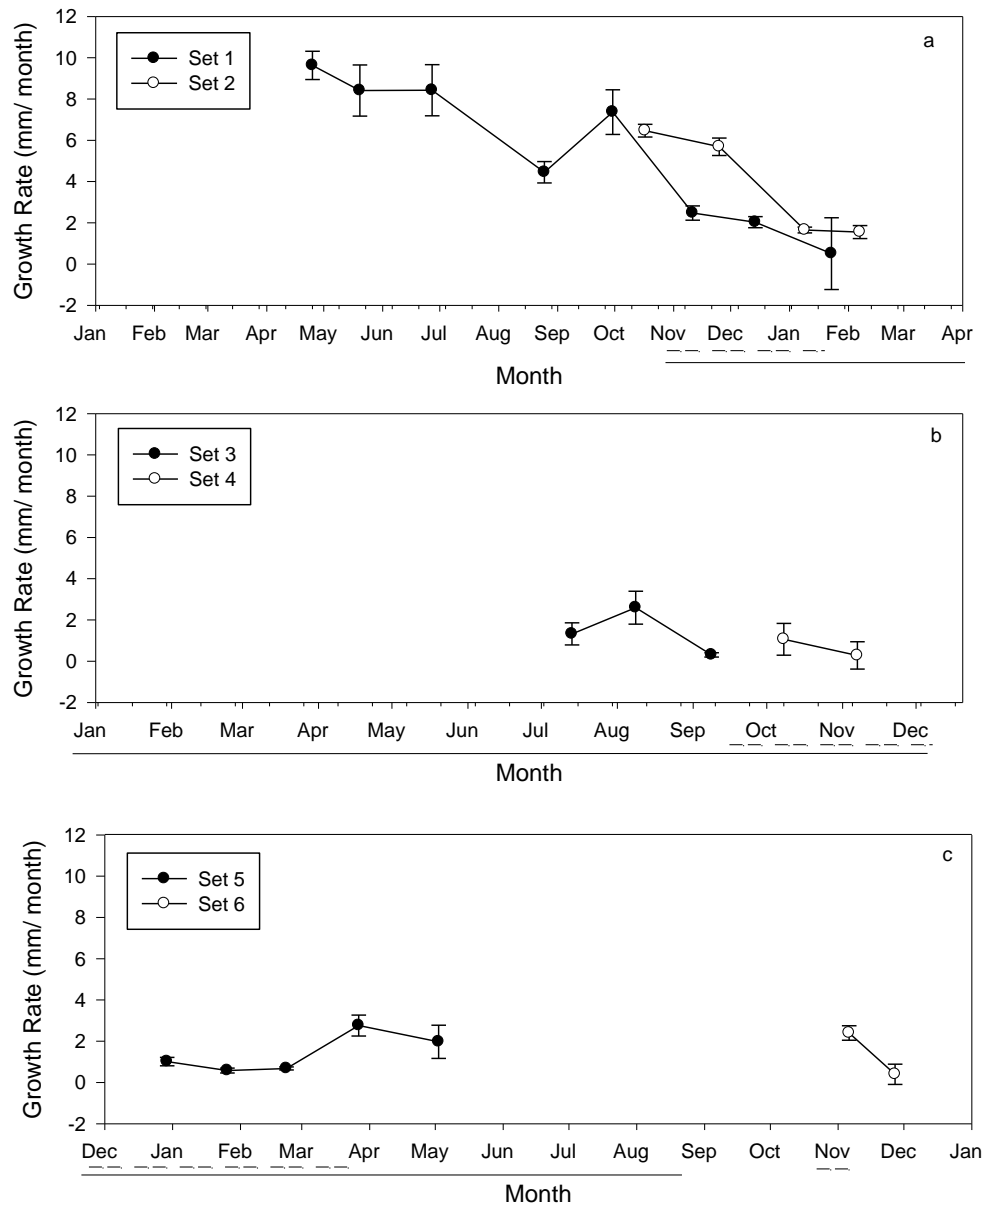 12
10
8
6
4
2
0
-2
Growth Rate (mm/ month)
Set 1
Set 2
a
Jan Feb Mar Apr May Jun Jul Aug Sep Oct Nov Dec Jan Feb Mar Apr
Month
12
10
8
6
4
2
0
-2
Growth Rate (mm/ month)
Set 3
Set 4
b
Jan Feb Mar Apr May Jun Jul Aug Sep Oct Nov Dec
Month
12
10
8
6
4
2
0
-2
Growth Rate (mm/ month)
Set 5
Set 6
c
Dec Jan Feb Mar Apr May Jun Jul Aug Sep Oct Nov Dec Jan
Month